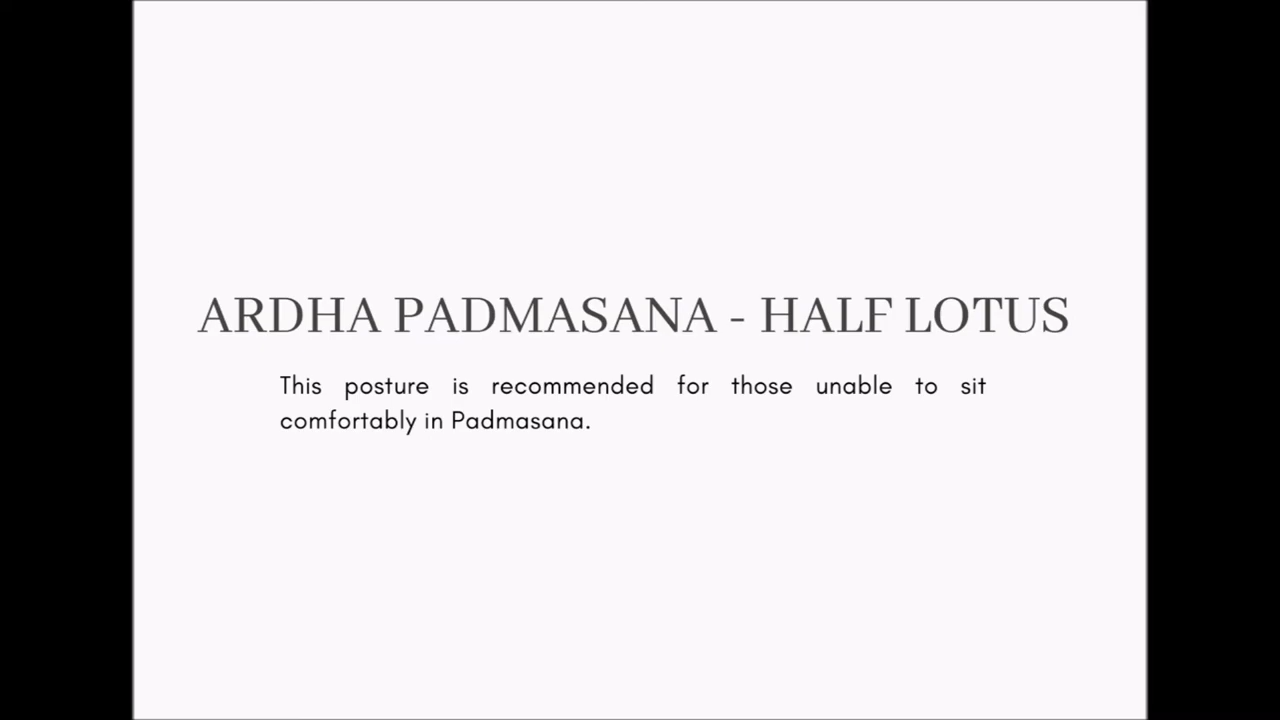 ARDHA PADMASANA - HALF LOTUS
This posture is recommended for those unable to sit
comfortably in Padmasana.